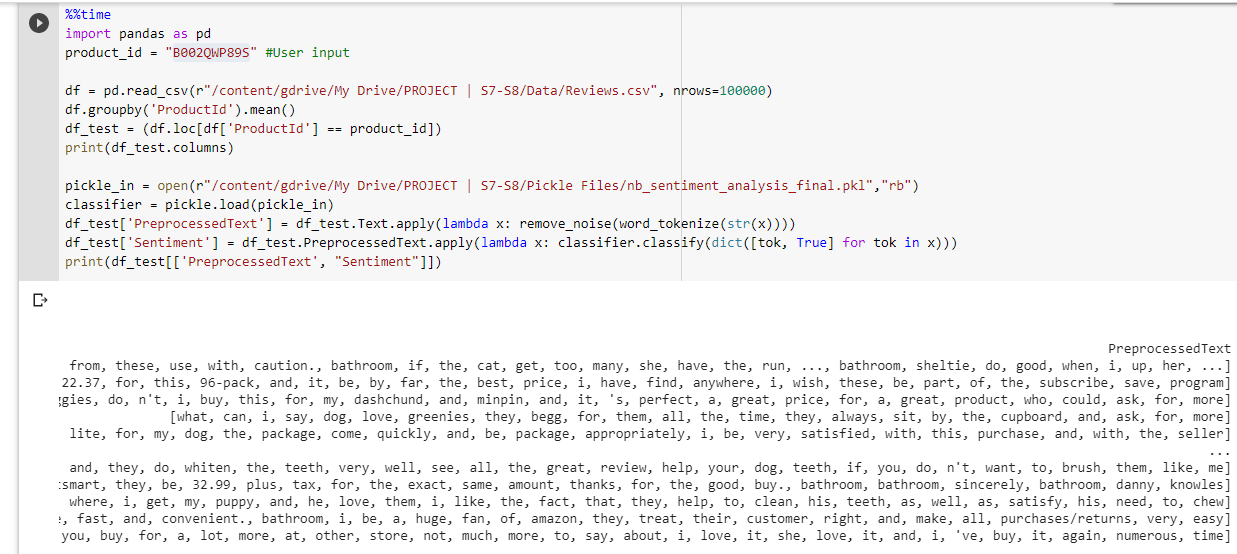 %%time
import pandas as pd
product_id = "B002QWP89S" #User input
df = pd.read_csv(r"/content/gdrive/My Drive/PROJECT | S7-S8/Data/Reviews.csv", nrows=100000)
df.groupby('ProductId').mean()
df_test = (df.loc[df['ProductId'] == product_id])
print(df_test.columns)
pickle_in = open(r"/content/gdrive/My Drive/PROJECT | S7-S8/Pickle Files/nb_sentiment_analysis_final.pkl","rb")
classifier = pickle.load(pickle_in)
df_test['PreprocessedText'] = df_test.Text.apply(lambda x: remove_noise(word_tokenize(str(x))))
df_test['Sentiment'] = df_test.PreprocessedText.apply(lambda x: classifier.classify(dict([tok, True] for tok in x)))
print(df_test[['PreprocessedText', "Sentiment"]])
PreprocessedText
from, these, use, with, caution., bathroom, if, the, cat, get, too, many, she, have, the, run, ..., bathroom, sheltie, do, good, when, i, up, her, ...]
22.37, for, this, 96-pack, and, it, be, by, far, the, best, price, i, have, find, anywhere, i, wish, these, be, part, of, the, subscribe, save, program]
ggies, do, n't, i, buy, this, for, my, dashchund, and, minpin, and, it, 's, perfect, a, great, price, for, a, great, product, who, could, ask, for, more]
[what, can, i, say, dog, love, greenies, they, begg, for, them, all, the, time, they, always, sit, by, the, cupboard, and, ask, for, more]
lite, for, my, dog, the, package, come, quickly, and, be, package, appropriately, i, be, very, satisfied, with, this, purchase, and, with, the, seller]
...
and, they, do, whiten, the, teeth, very, well, see, all, the, great, review, help, your, dog, teeth, if, you, do, n't, want, to, brush, them, like, me]
tsmart, they, be, 32.99, plus, tax, for, the, exact, same, amount, thanks, for, the, good, buy., bathroom, bathroom, sincerely, bathroom, danny, knowles]
where, i, get, my, puppy, and, he, love, them, i, like, the, fact, that, they, help, to, clean, his, teeth, as, well, as, satisfy, his, need, to, chew]
, fast, and, convenient., bathroom, i, be, a, huge, fan, of, amazon, they, treat, their, customer, right, and, make, all, purchases/returns, very, easy]
you, buy, for, a, lot, more, at, other, store, not, much, more, to, say, about, i, love, it, she, love, it, and, i, 've, buy, it, again, numerous, time]